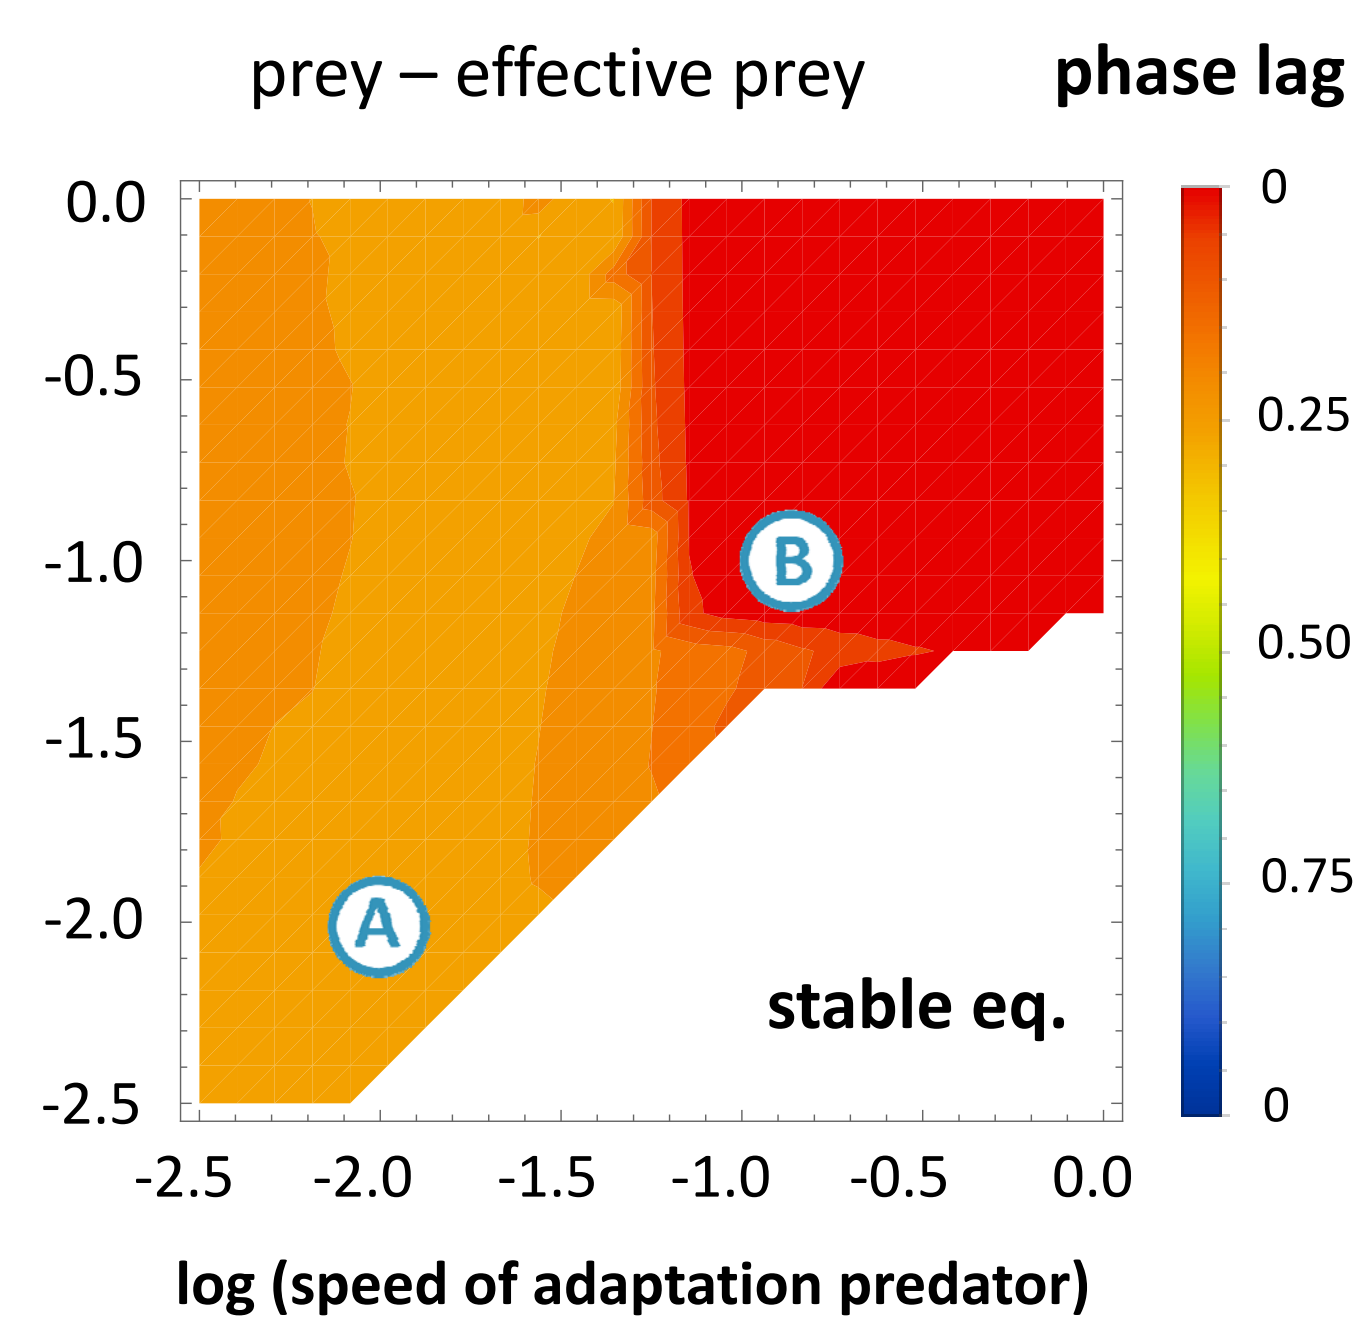 prey – effective prey
phase lag
0.0
-0.5
-1.0
-1.5
-2.0
-2.5
B
A
stable eq.
-2.5 -2.0 -1.5 -1.0 -0.5 0.0
log (speed of adaptation predator)
0
0.25
0.50
0.75
0